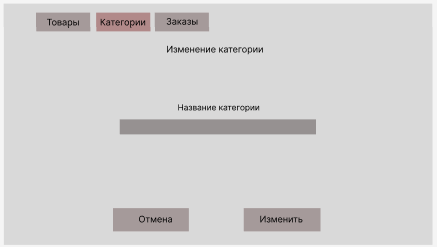 Товары Категории Заказы
Изменение категории
Название категории
Отмена Изменить